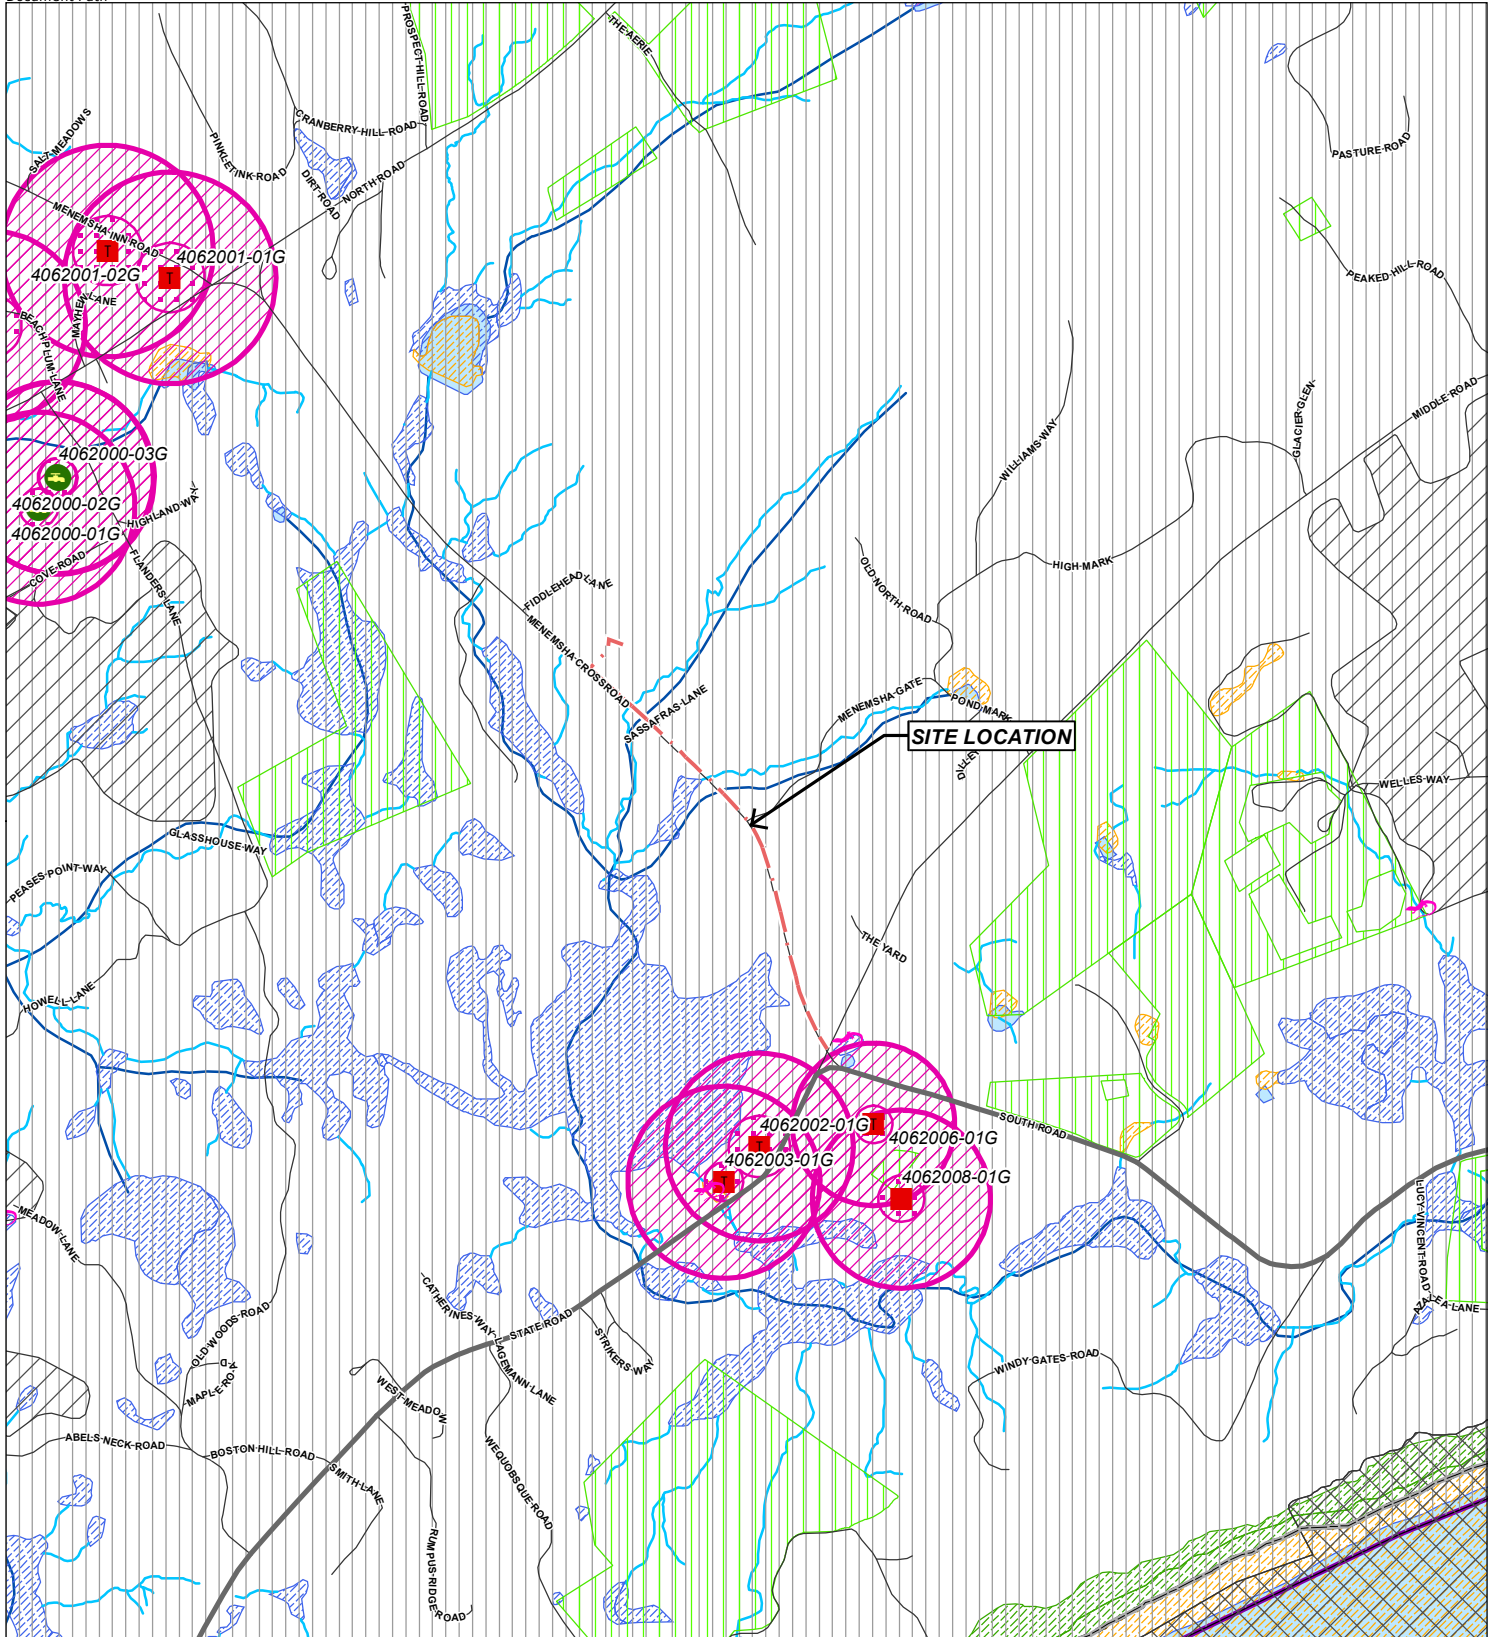 PROSPECT HILL ROAD
THE AERIE
SALT MEADOWS
PINKLETINK ROAD
CRANBERRY HILL ROAD
DIRT ROAD
NORTH ROAD
PASTURE ROAD
MENEMSHA INN ROAD
T
T
4062001-01G
4062001-02G
PEAKED HILL ROAD
LANE
BEACH PLUM LANE
GLACIER GLEN
MIDDLE ROAD
WILLIAMS WAY
4062000-03G
4062000-02G
HIGHLAND WAY
4062000-01G
COVE ROAD
FLANDERS LANE
HIGH MARK
OLD NORTH ROAD
FIDDLEHEAD LANE
MENEMSHA CROSSROAD
SASSAFRAS LANE
MENEMSHA GATE
POND MARK
SITE LOCATION
WELLES WAY
GLASSHOUSE WAY
PEASES POINT WAY
THE YARD
HOWELL LANE
4062002-01G
T
SOUTH ROAD
T
4062006-01G
4062003-01G
T
4062008-01G
MEADOW LANE
LUCY VINCENT ROAD
AZALEA LANE
CATHERINES WAY
STATE ROAD
OLD WOODS ROAD
STRIKERS WAY
LAGEMANN LANE
WINDY GATES ROAD
MAPLE ROAD
WEST MEADOW
ABELS NECK ROAD
BOSTON HILL ROAD
SMITH LANE
WEQUOBSQUE ROAD
RUMPUS RIDGE ROAD